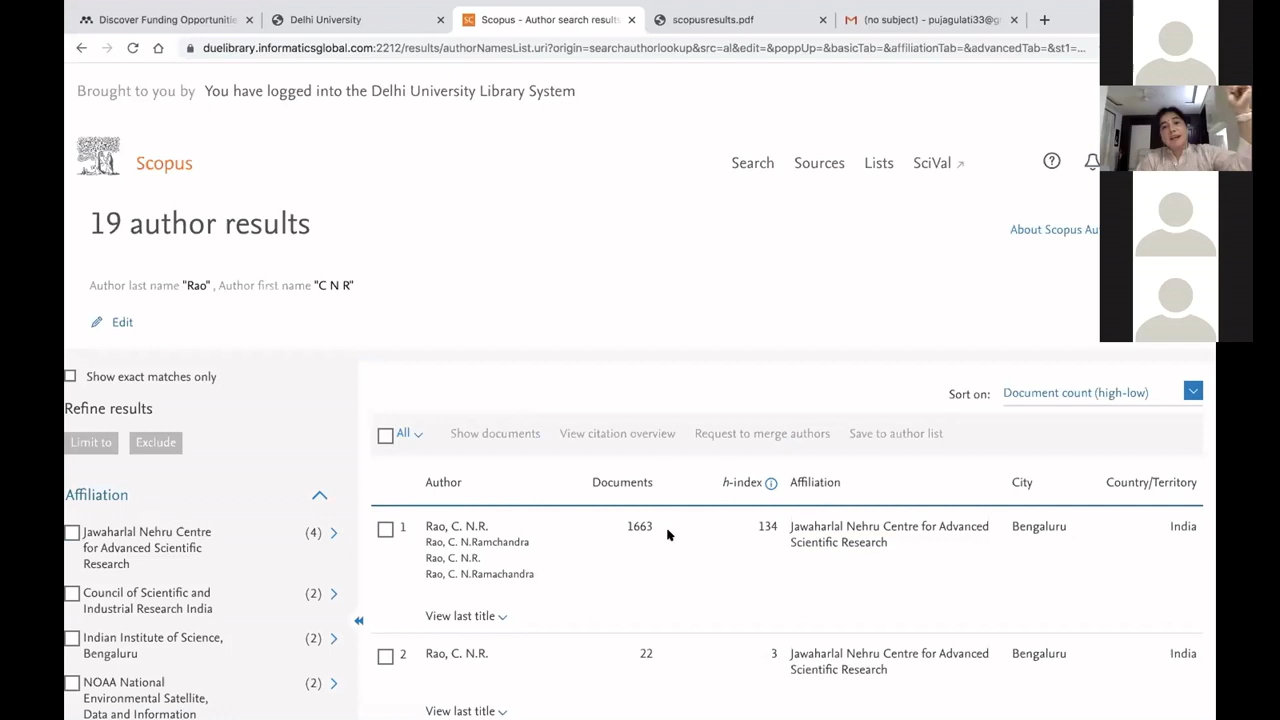 Discover Funding Opportunitie
Delhi University
Scopus - Author search results
scopusresults.pdf
(no subject) - pujagulati33@g
duelibrary.informaticsglobal.com:2212/results/authorNamesList.uri?origin=searchauthorlookup&src=al&edit=&poppUp=&basicTab=&affiliationTab=&advancedTab=&st1=...
Brought to you by You have logged into the Delhi University Library System
Scopus
Search Sources Lists SciVal
19 author results
About Scopus Au
Author last name "Rao" , Author first name "C N R"
Edit
Show exact matches only
Refine results
Limit to Exclude
Affiliation
Jawaharlal Nehru Centre for Advanced Scientific Research (4)
Council of Scientific and Industrial Research India (2)
Indian Institute of Science, Bengaluru (2)
NOAA National Environmental Satellite, Data and Information (2)
Sort on: Document count (high-low)
All Show documents View citation overview Request to merge authors Save to author list
Author Documents h-index Affiliation City Country/Territory
1 Rao, C. N.R. 1663 134 Jawaharlal Nehru Centre for Advanced Bengaluru India
Rao, C. N.Ramchandra Scientific Research
Rao, C. N.R.
Rao, C. N.Ramachandra
View last title
2 Rao, C. N.R. 22 3 Jawaharlal Nehru Centre for Advanced Bengaluru India
Scientific Research
View last title